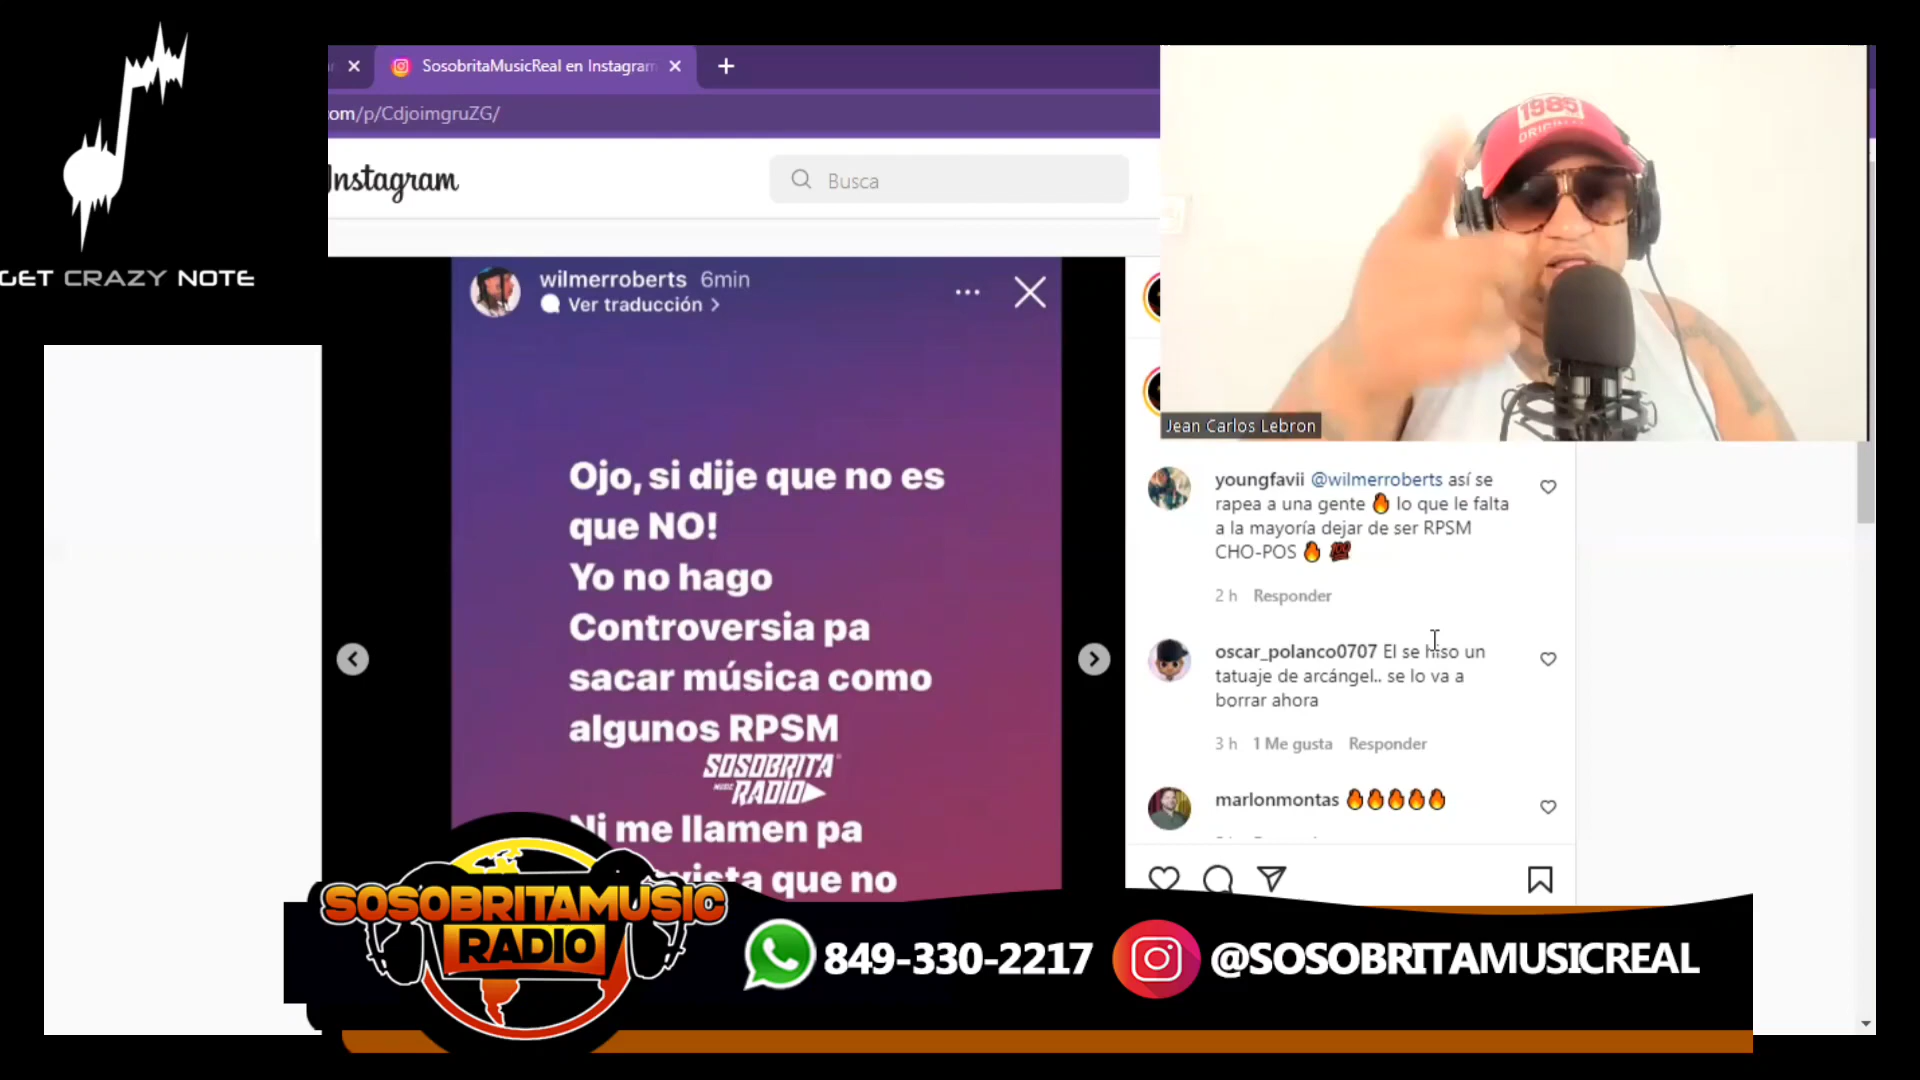 SosobritaMusicReal en Instagram
com/p/CdjoimgruZG/
Instagram
Busca
1985
ORIGINAL
Jean Carlos Lebron
GET CRAZY NOTE
wilmerroberts 6min
Ver traducción >
Ojo, si dije que no es
que NO!
Yo no hago
Controversia pa
sacar música como
algunos RPSM
SOSOBRITA
MUSIC RADIO
Ni me llamen pa
que no
youngfavii @wilmerroberts así se
rapea a una gente 🔥 lo que le falta
a la mayoría dejar de ser RPSM
CHO-POS 🔥 💯
2 h Responder
oscar_polanco0707 El se hiso un
tatuaje de arcángel.. se lo va a
borrar ahora
3 h 1 Me gusta Responder
marlonmontas 🔥🔥🔥🔥🔥
SOSOBRITAMUSIC
RADIO
849-330-2217
@SOSOBRITAMUSICREAL